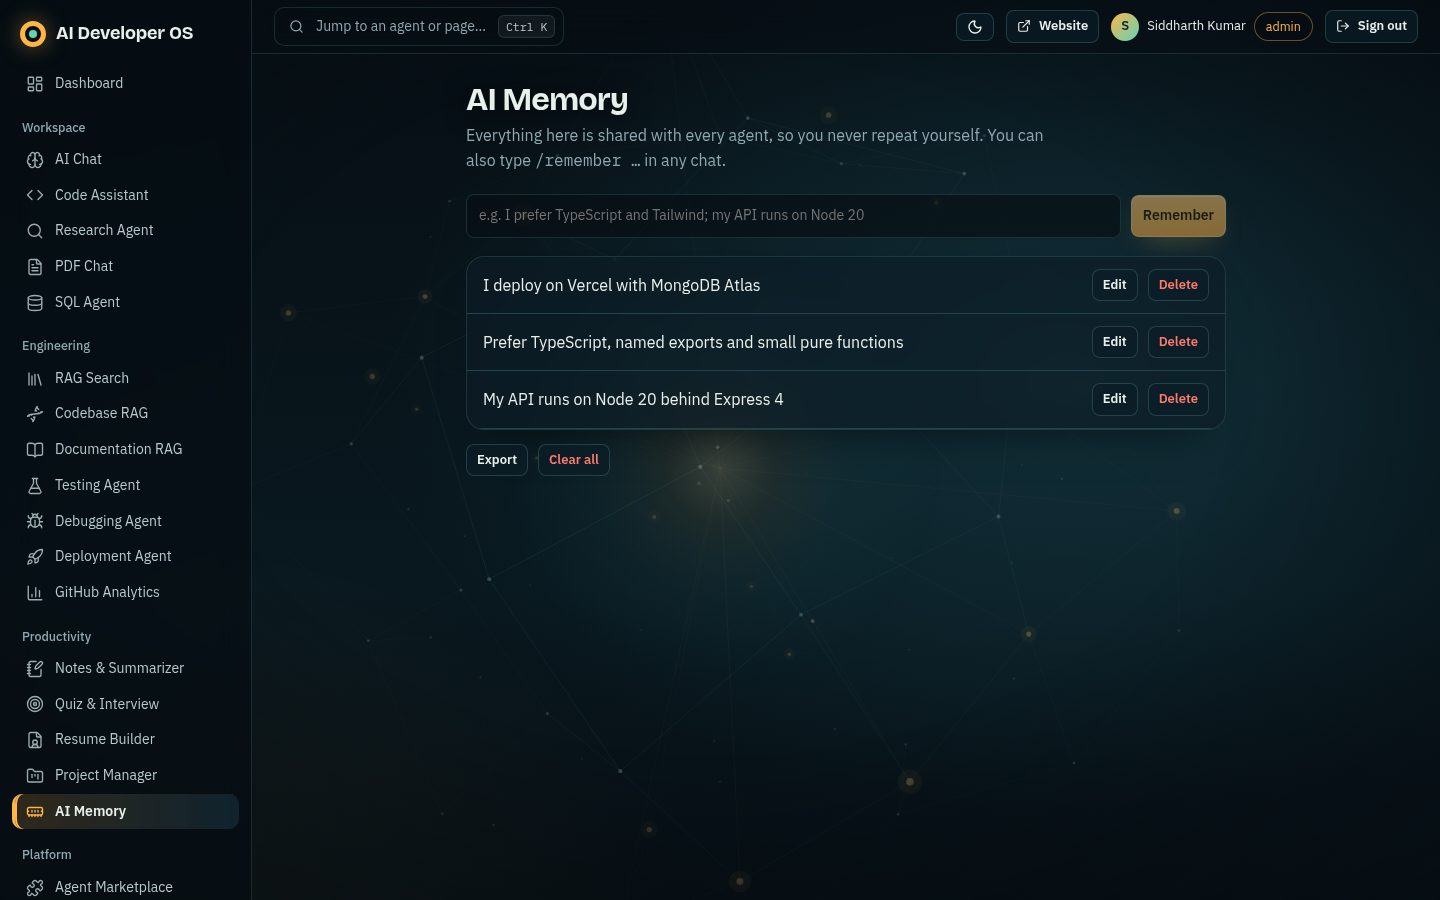 AI Developer OS
Jump to an agent or page...
Ctrl K
Website
S
Siddharth Kumar
admin
Sign out
Dashboard
Workspace
AI Chat
Code Assistant
Research Agent
PDF Chat
SQL Agent
Engineering
RAG Search
Codebase RAG
Documentation RAG
Testing Agent
Debugging Agent
Deployment Agent
GitHub Analytics
Productivity
Notes & Summarizer
Quiz & Interview
Resume Builder
Project Manager
AI Memory
Platform
Agent Marketplace
AI Memory
Everything here is shared with every agent, so you never repeat yourself. You can
also type /remember … in any chat.
e.g. I prefer TypeScript and Tailwind; my API runs on Node 20
Remember
I deploy on Vercel with MongoDB Atlas
Edit
Delete
Prefer TypeScript, named exports and small pure functions
Edit
Delete
My API runs on Node 20 behind Express 4
Edit
Delete
Export
Clear all